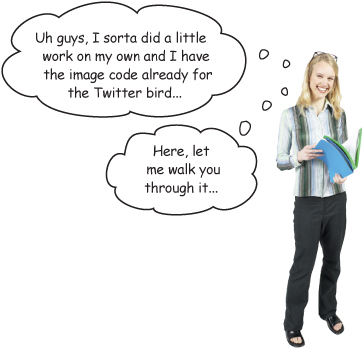 Uh guys, I sorta did a little
work on my own and I have
the image code already for
the Twitter bird...
Here, let
me walk you
through it...